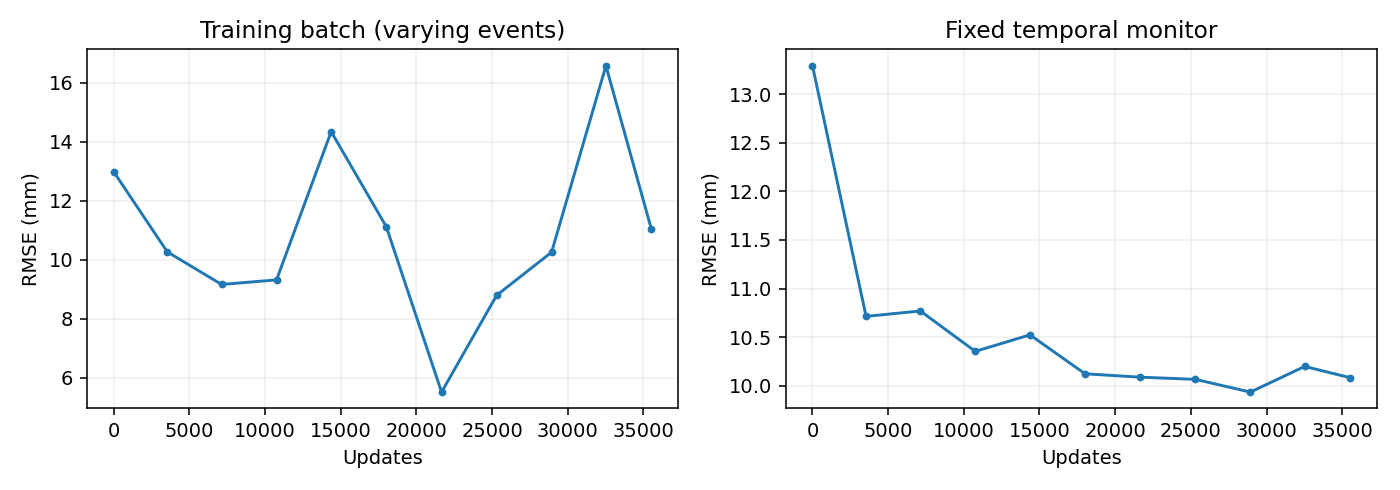 Training batch (varying events)
RMSE (mm)
16
14
12
10
8
6
0 5000 10000 15000 20000 25000 30000 35000
Updates
Fixed temporal monitor
RMSE (mm)
13.0
12.5
12.0
11.5
11.0
10.5
10.0
0 5000 10000 15000 20000 25000 30000 35000
Updates